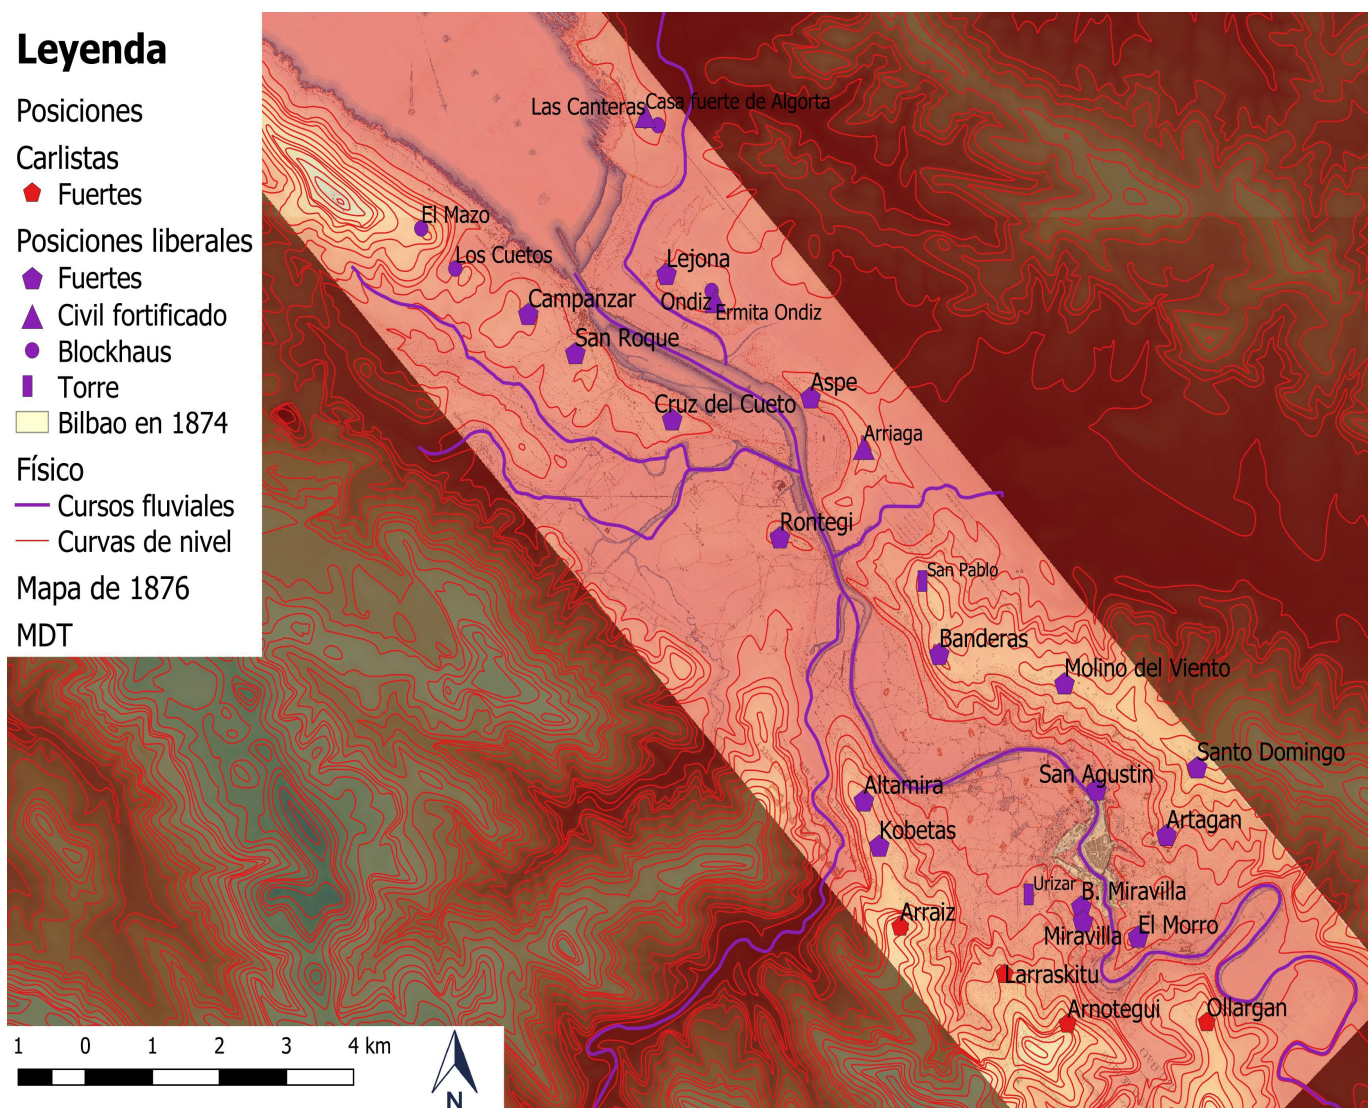 Leyenda
Posiciones
Carlistas
Fuertes
Posiciones liberales
Fuertes
Civil fortificado
Blockhaus
Torre
Bilbao en 1874
Físico
Cursos fluviales
Curvas de nivel
Mapa de 1876
MDT
Las Canteras
Casa fuerte de Algorta
El Mazo
Los Cuetos
Lejona
Campanzar
Ondiz
Ermita Ondiz
San Roque
Aspe
Cruz del Cueto
Arriaga
Rontegi
San Pablo
Banderas
Molino del Viento
Santo Domingo
San Agustin
Altamira
Artagan
Kobetas
Urizar
B. Miravilla
Arraiz
El Morro
Miravilla
Larraskitu
Arnotegui
Ollargan
1 0 1 2 3 4 km
N